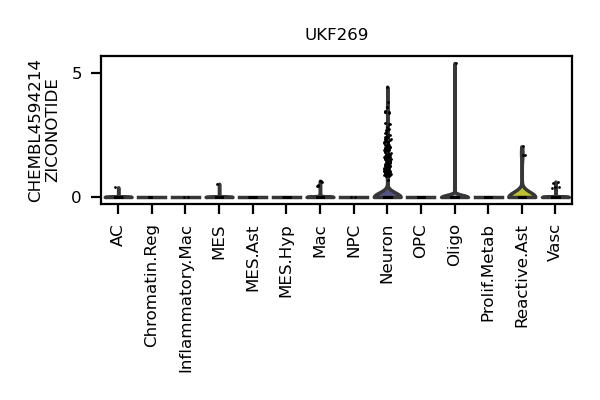 UKF269
CHEMBL4594214
ZICONOTIDE
5
0
AC
Chromatin.Reg
Inflammatory.Mac
MES
MES.Ast
MES.Hyp
Mac
NPC
Neuron
OPC
Oligo
Prolif.Metab
Reactive.Ast
Vasc